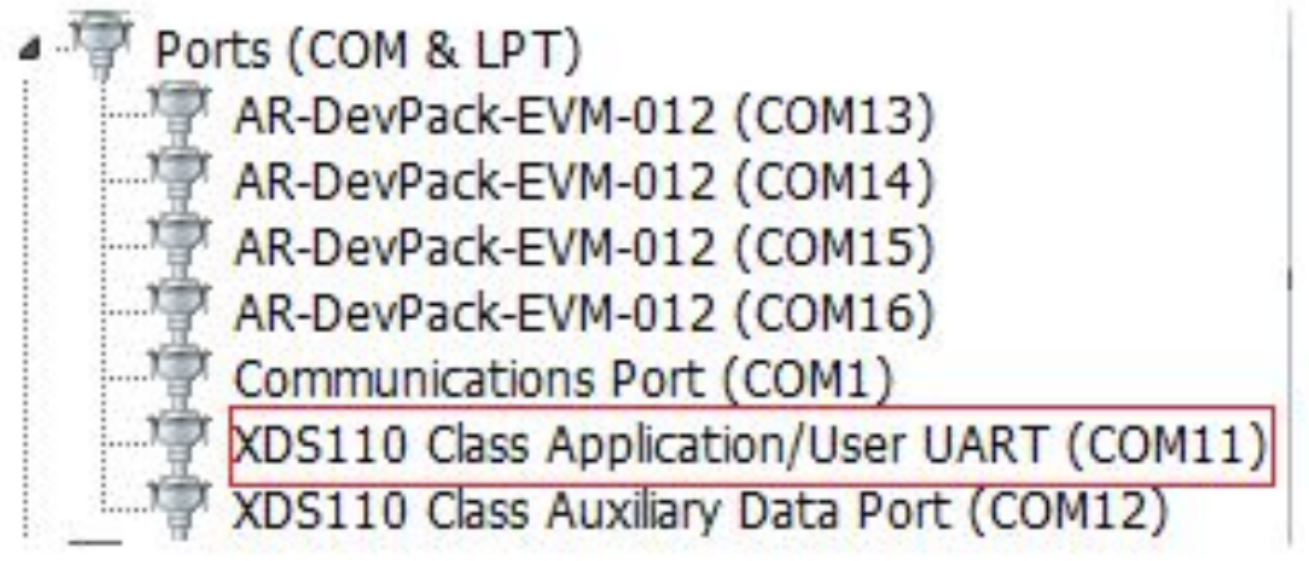 Ports (COM & LPT)
AR-DevPack-EVM-012 (COM13)
AR-DevPack-EVM-012 (COM14)
AR-DevPack-EVM-012 (COM15)
AR-DevPack-EVM-012 (COM16)
Communications Port (COM1)
XDS110 Class Application/User UART (COM11)
XDS110 Class Auxiliary Data Port (COM12)